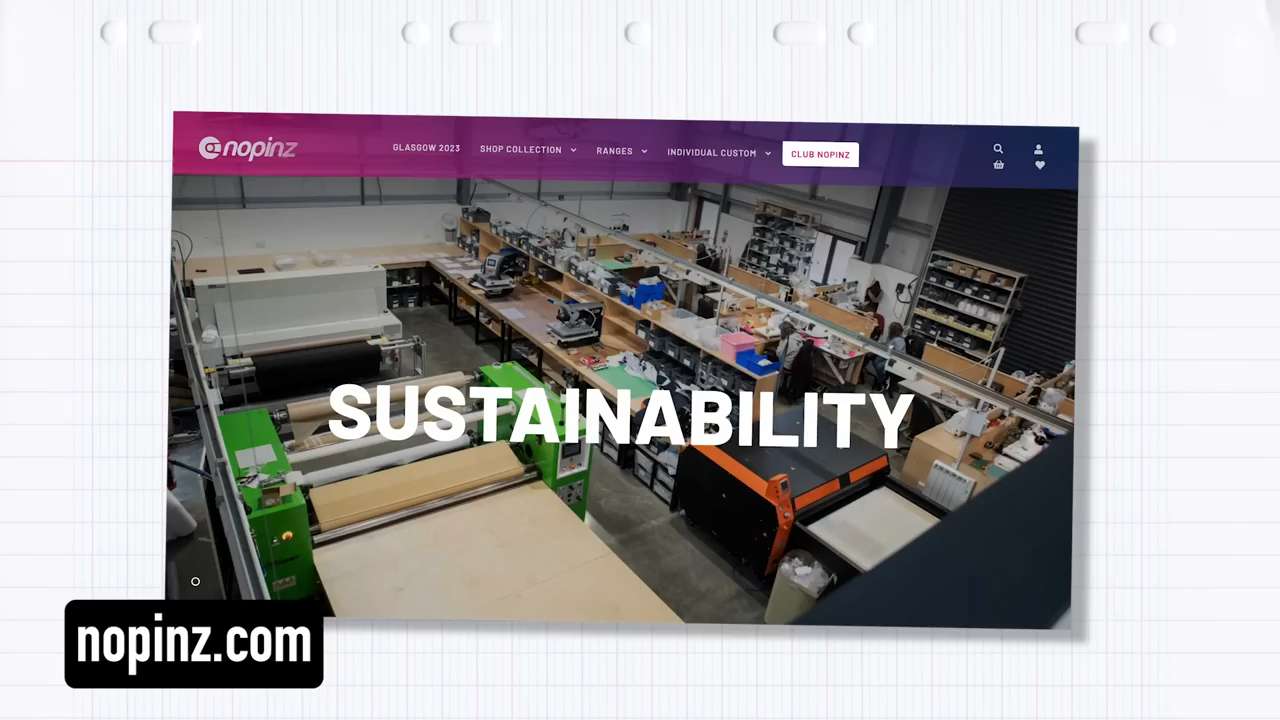 nopinz
GLASGOW 2023 SHOP COLLECTION RANGES INDIVIDUAL CUSTOM CLUB NOPINZ
SUSTAINABILITY
nopinz.com